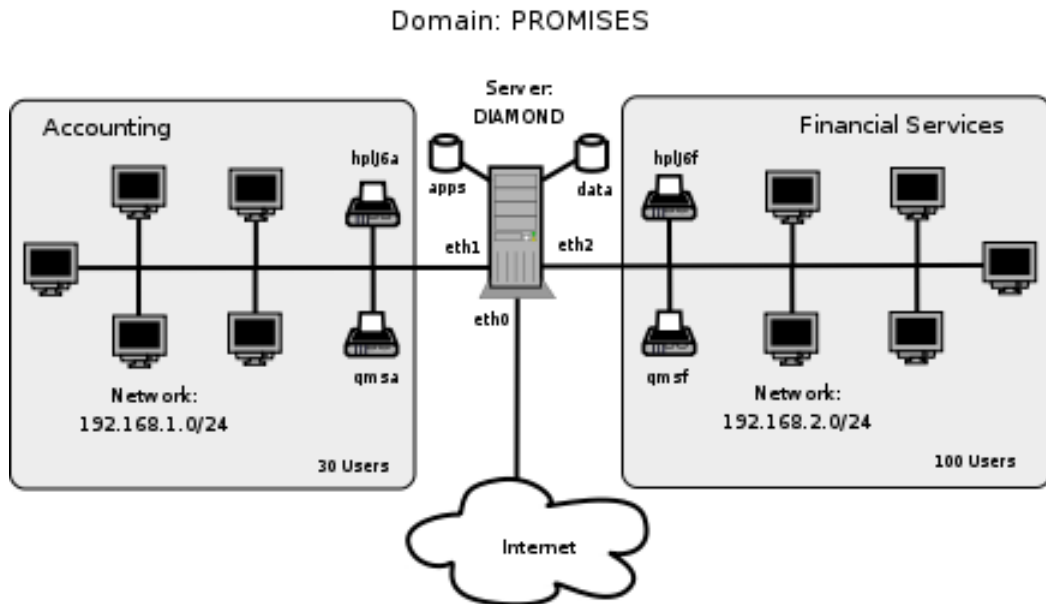 Domain: PROMISES
Server:
DIAMOND
Accounting
Financial Services
hplj6a
apps
data
hplj6f
eth1
eth2
eth0
qmsa
qmsf
Network:
192.168.1.0/24
Network:
192.168.2.0/24
30 Users
100 Users
Internet